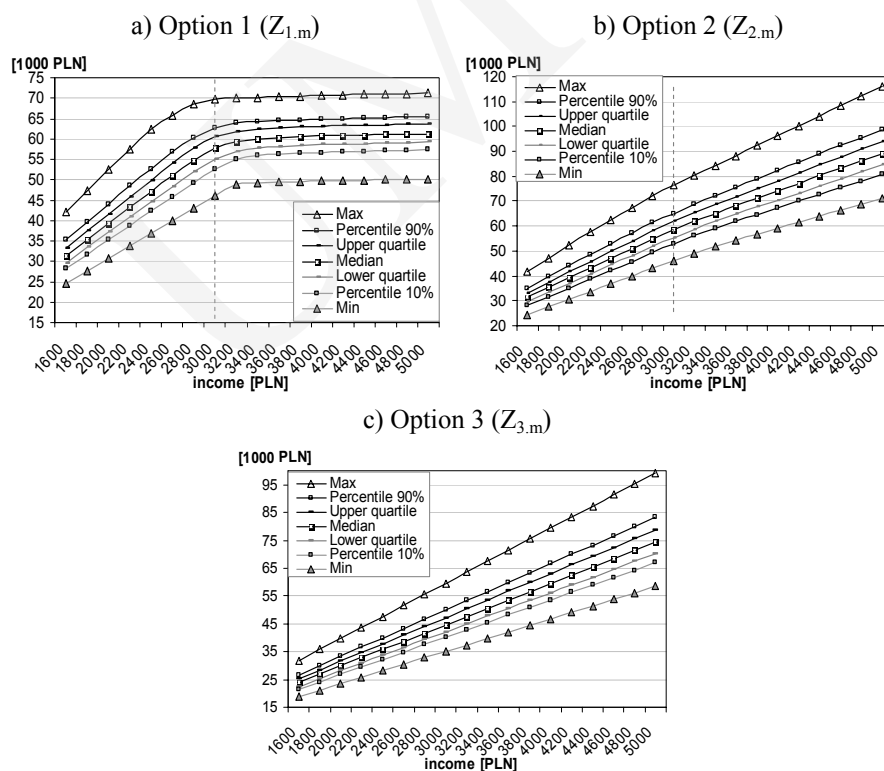 a) Option 1 (Z1.m)
[1000 PLN]
75
70
65
60
55
50
45
40
35
30
25
20
15
Max
Percentile 90%
Upper quartile
Median
Lower quartile
Percentile 10%
Min
1600 1800 2000 2200 2400 2600 2800 3000 3200 3400 3600 3800 4000 4200 4400 4600 4800 5000
income [PLN]
b) Option 2 (Z2.m)
[1000 PLN]
120
110
100
90
80
70
60
50
40
30
20
Max
Percentile 90%
Upper quartile
Median
Lower quartile
Percentile 10%
Min
1600 1800 2000 2200 2400 2600 2800 3000 3200 3400 3600 3800 4000 4200 4400 4600 4800 5000
income [PLN]
c) Option 3 (Z3.m)
[1000 PLN]
95
85
75
65
55
45
35
25
15
Max
Percentile 90%
Upper quartile
Median
Lower quartile
Percentile 10%
Min
1600 1800 2000 2200 2400 2600 2800 3000 3200 3400 3600 3800 4000 4200 4400 4600 4800 5000
income [PLN]